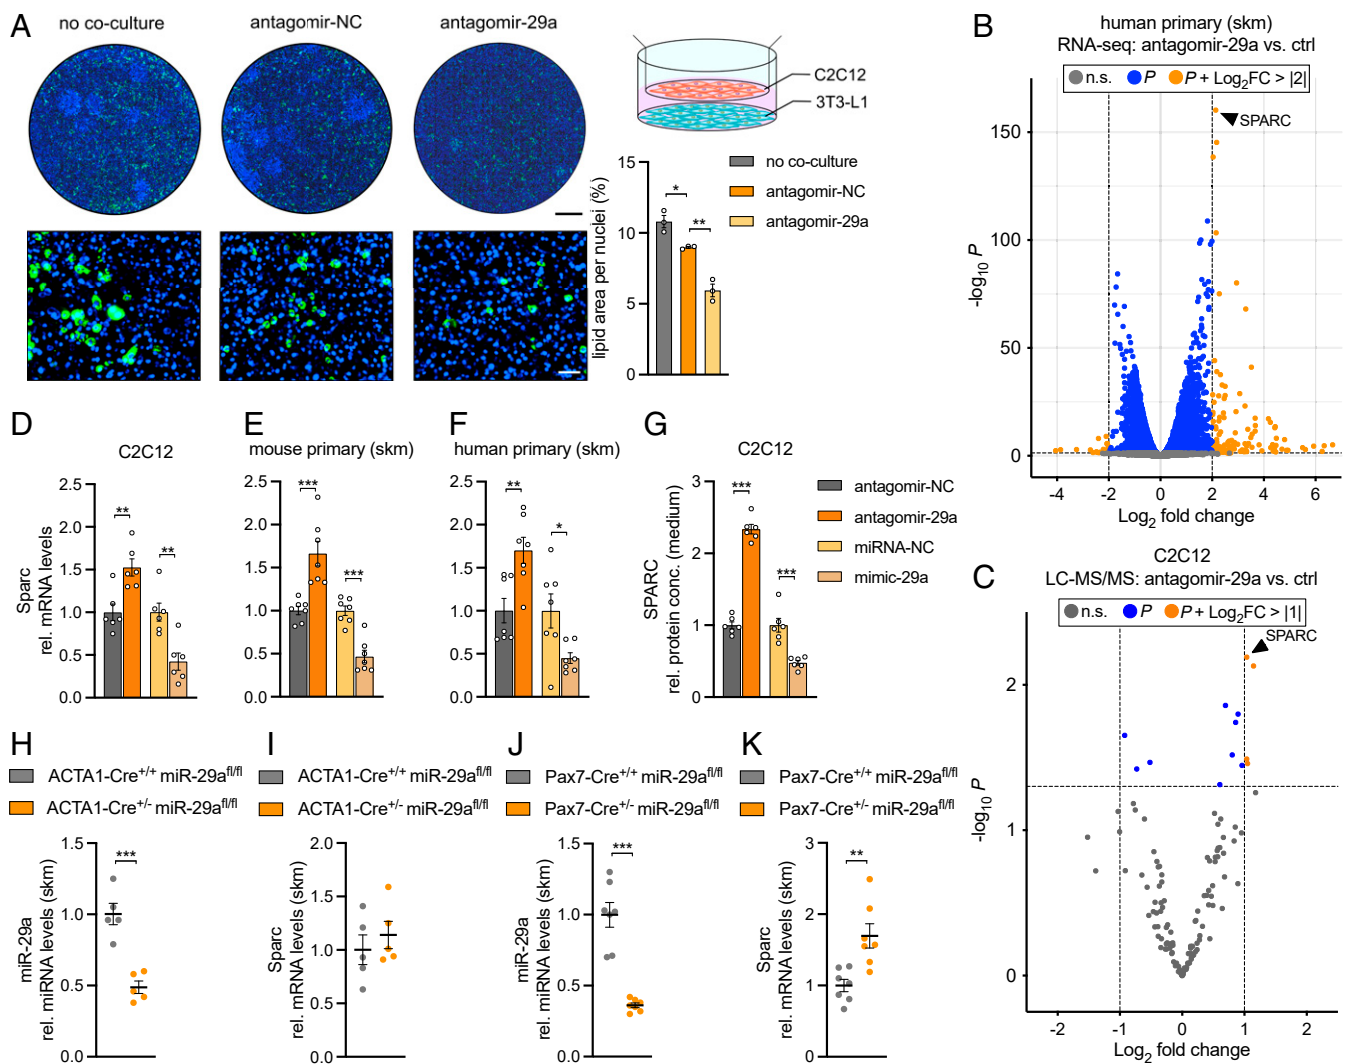 A
no co-culture
antagomir-NC
antagomir-29a
C2C12
3T3-L1
lipid area per nuclei (%)
15
10
5
0
*
**
no co-culture
antagomir-NC
antagomir-29a
B
human primary (skm)
RNA-seq: antagomir-29a vs. ctrl
n.s. P P + Log2FC > |2|
SPARC
-log10 P
150
100
50
0
-4 -2 0 2 4 6
Log2 fold change
C
C2C12
LC-MS/MS: antagomir-29a vs. ctrl
n.s. P P + Log2FC > |1|
SPARC
-log10 P
2
1
0
-2 -1 0 1 2
Log2 fold change
D
C2C12
Sparc
rel. mRNA levels
2.5
2.0
1.5
1.0
0.5
0.0
**
**
E
mouse primary (skm)
2.5
2.0
1.5
1.0
0.5
0.0
***
***
F
human primary (skm)
2.5
2.0
1.5
1.0
0.5
0.0
**
*
G
C2C12
SPARC
rel. protein conc. (medium)
3
2
1
0
***
***
antagomir-NC
antagomir-29a
miRNA-NC
mimic-29a
H
ACTA1-Cre+/+ miR-29afl/fl
ACTA1-Cre+/- miR-29afl/fl
miR-29a
rel. miRNA levels (skm)
1.5
1.0
0.5
0.0
***
I
ACTA1-Cre+/+ miR-29afl/fl
ACTA1-Cre+/- miR-29afl/fl
Sparc
rel. mRNA levels (skm)
2.0
1.5
1.0
0.5
0.0
J
Pax7-Cre+/+ miR-29afl/fl
Pax7-Cre+/- miR-29afl/fl
miR-29a
rel. miRNA levels (skm)
1.5
1.0
0.5
0.0
***
K
Pax7-Cre+/+ miR-29afl/fl
Pax7-Cre+/- miR-29afl/fl
Sparc
rel. mRNA levels (skm)
3
2
1
0
**